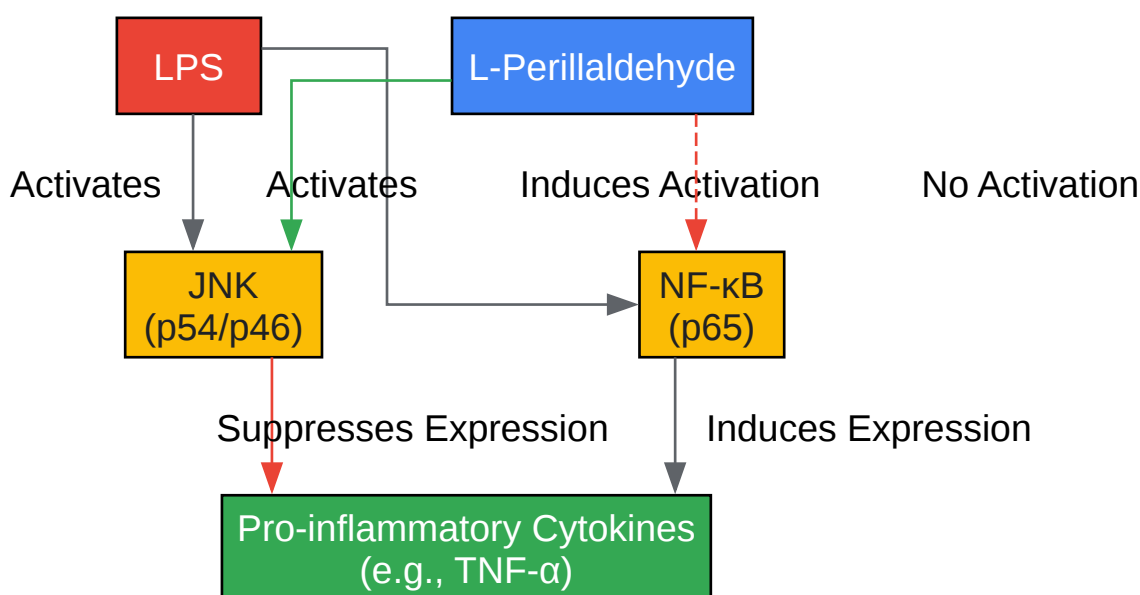 LPS
L-Perillaldehyde
Activates
Activates
Induces Activation
No Activation
JNK
(p54/p46)
NF-κB
(p65)
Suppresses Expression
Induces Expression
Pro-inflammatory Cytokines
(e.g., TNF-α)